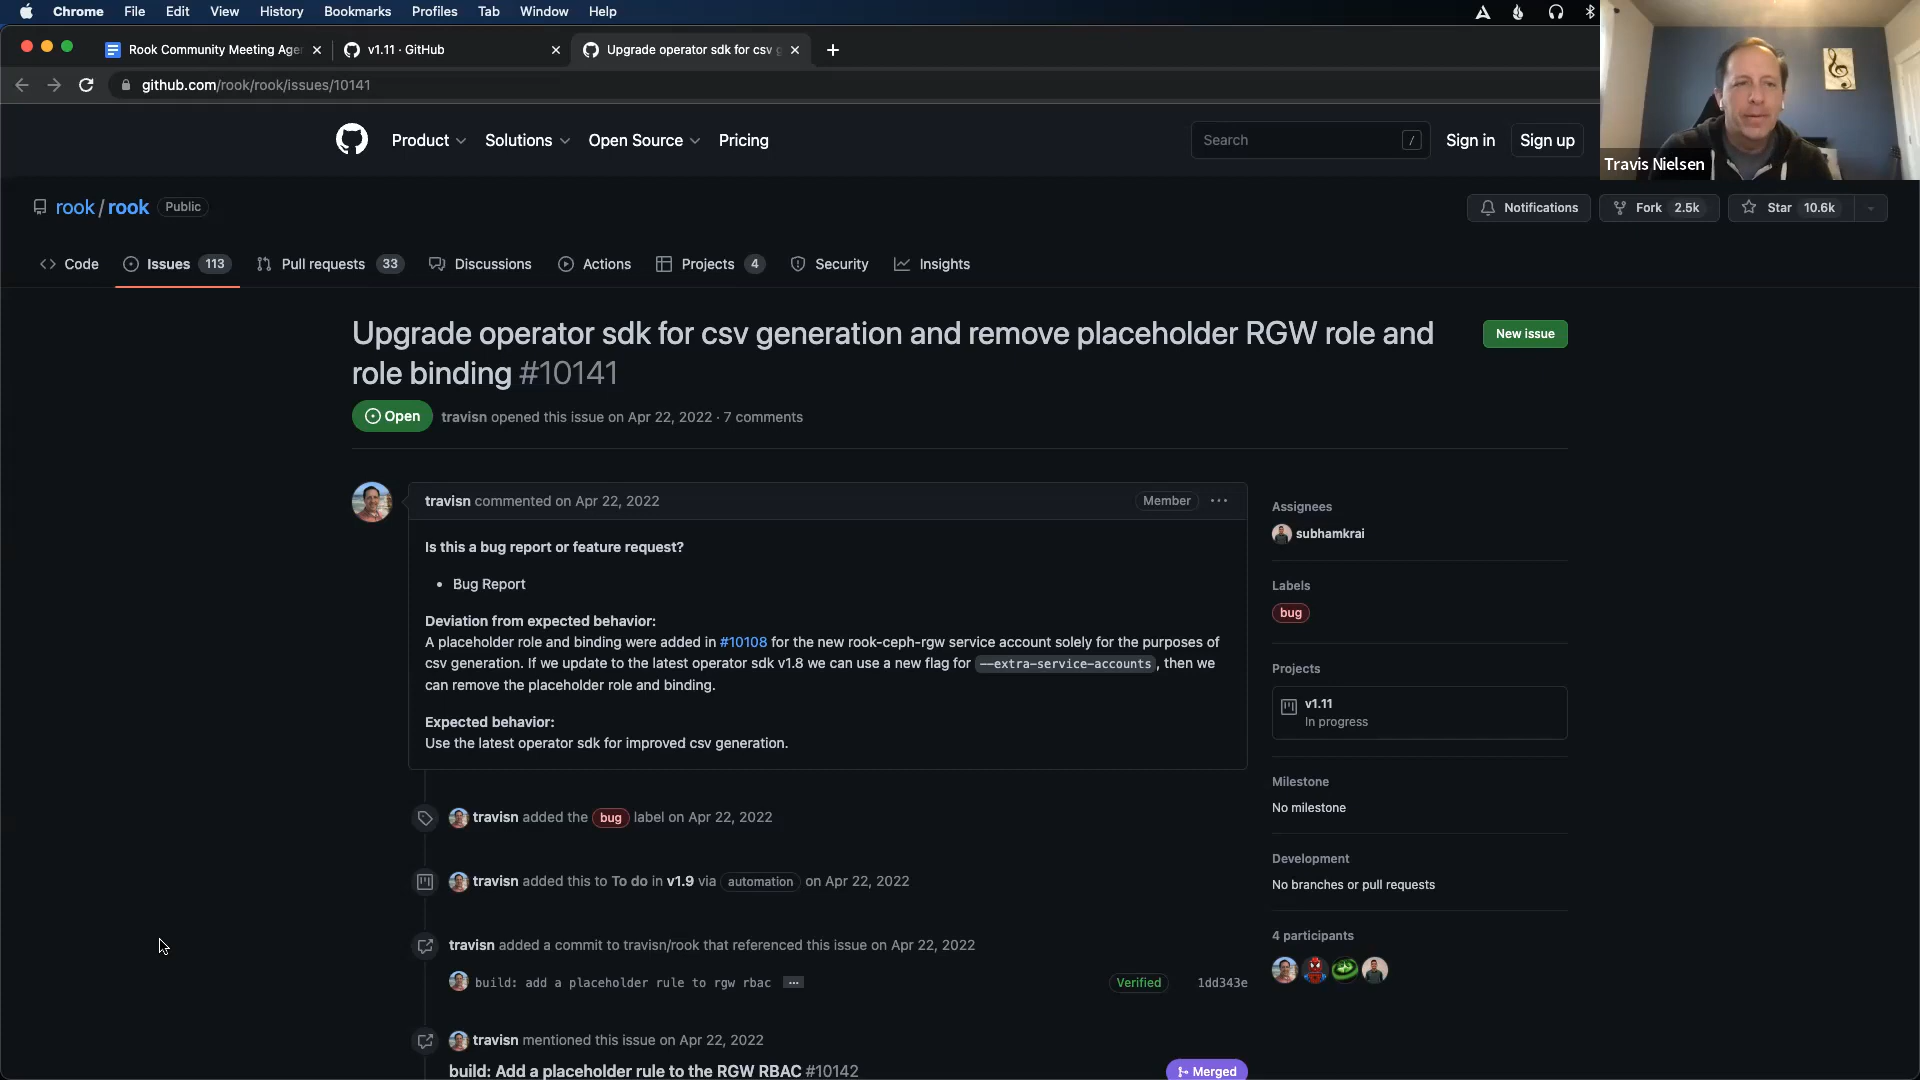 Chrome File Edit View History Bookmarks Profiles Tab Window Help
Rook Community Meeting Age
v1.11 · GitHub
Upgrade operator sdk for csv g
github.com/rook/rook/issues/10141
Product Solutions Open Source Pricing
Search /
Sign in Sign up
Travis Nielsen
rook / rook Public
Notifications Fork 2.5k Star 10.6k
Code Issues 113 Pull requests 33 Discussions Actions Projects 4 Security Insights
Upgrade operator sdk for csv generation and remove placeholder RGW role and
role binding #10141
New issue
Open travisn opened this issue on Apr 22, 2022 · 7 comments
travisn commented on Apr 22, 2022 Member ···
Is this a bug report or feature request?
• Bug Report
Deviation from expected behavior:
A placeholder role and binding were added in #10108 for the new rook-ceph-rgw service account solely for the purposes of
csv generation. If we update to the latest operator sdk v1.8 we can use a new flag for --extra-service-accounts, then we
can remove the placeholder role and binding.
Expected behavior:
Use the latest operator sdk for improved csv generation.
travisn added the bug label on Apr 22, 2022
travisn added this to To do in v1.9 via automation on Apr 22, 2022
travisn added a commit to travisn/rook that referenced this issue on Apr 22, 2022
build: add a placeholder rule to rgw rbac ··· Verified 1dd343e
travisn mentioned this issue on Apr 22, 2022
build: Add a placeholder rule to the RGW RBAC #10142 Merged
Assignees
subhamkrai
Labels
bug
Projects
v1.11
In progress
Milestone
No milestone
Development
No branches or pull requests
4 participants